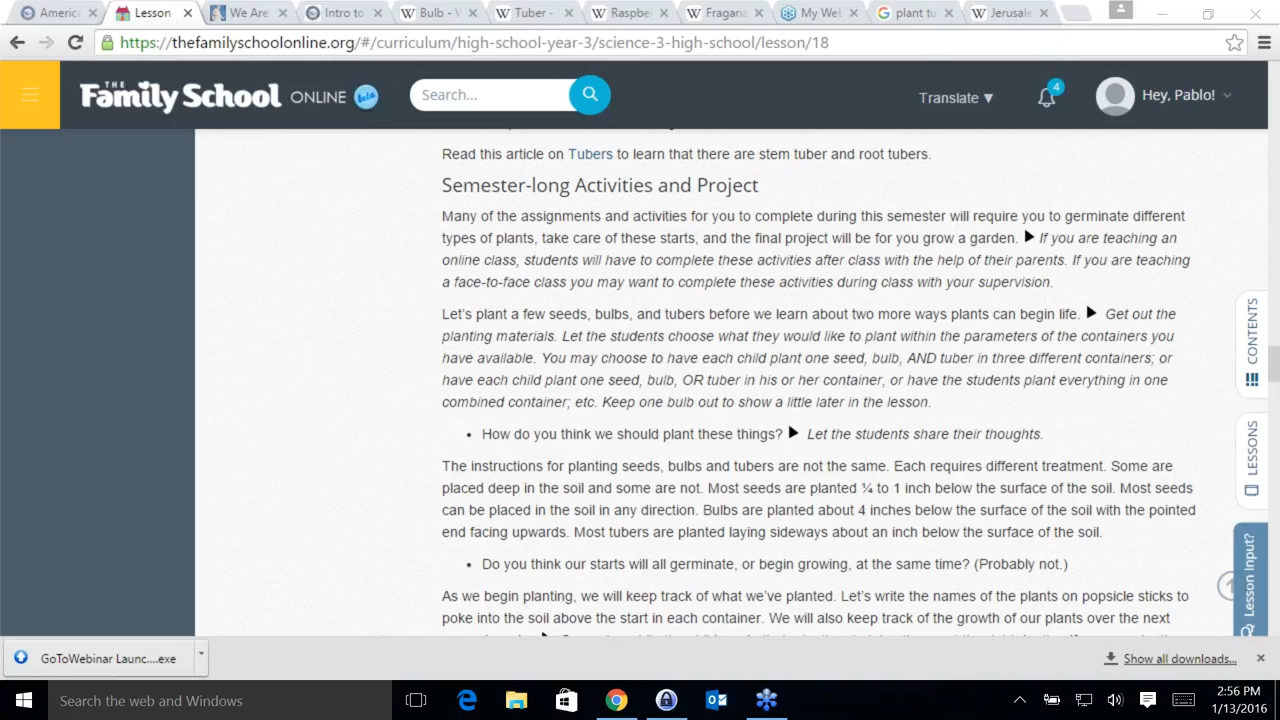 America
Lesson
We Are
Intro to
Bulb - W
Tuber -
Raspbe
Fragaria
My Web
plant tu
Jerusale
https://thefamilyschoolonline.org/#/curriculum/high-school-year-3/science-3-high-school/lesson/18
THE Family School ONLINE beta
Search...
Translate ▼
4
Hey, Pablo!
Read this article on Tubers to learn that there are stem tuber and root tubers.
Semester-long Activities and Project
Many of the assignments and activities for you to complete during this semester will require you to germinate different
types of plants, take care of these starts, and the final project will be for you grow a garden. ▶ If you are teaching an
online class, students will have to complete these activities after class with the help of their parents. If you are teaching
a face-to-face class you may want to complete these activities during class with your supervision.
Let's plant a few seeds, bulbs, and tubers before we learn about two more ways plants can begin life. ▶ Get out the
planting materials. Let the students choose what they would like to plant within the parameters of the containers you
have available. You may choose to have each child plant one seed, bulb, AND tuber in three different containers; or
have each child plant one seed, bulb, OR tuber in his or her container, or have the students plant everything in one
combined container; etc. Keep one bulb out to show a little later in the lesson.
• How do you think we should plant these things? ▶ Let the students share their thoughts.
The instructions for planting seeds, bulbs and tubers are not the same. Each requires different treatment. Some are
placed deep in the soil and some are not. Most seeds are planted ¼ to 1 inch below the surface of the soil. Most seeds
can be placed in the soil in any direction. Bulbs are planted about 4 inches below the surface of the soil with the pointed
end facing upwards. Most tubers are planted laying sideways about an inch below the surface of the soil.
• Do you think our starts will all germinate, or begin growing, at the same time? (Probably not.)
As we begin planting, we will keep track of what we've planted. Let's write the names of the plants on popsicle sticks to
poke into the soil above the start in each container. We will also keep track of the growth of our plants over the next
CONTENTS
LESSONS
Lesson Input?
GoToWebinar Launc....exe
Show all downloads...
Search the web and Windows
2:56 PM
1/13/2016